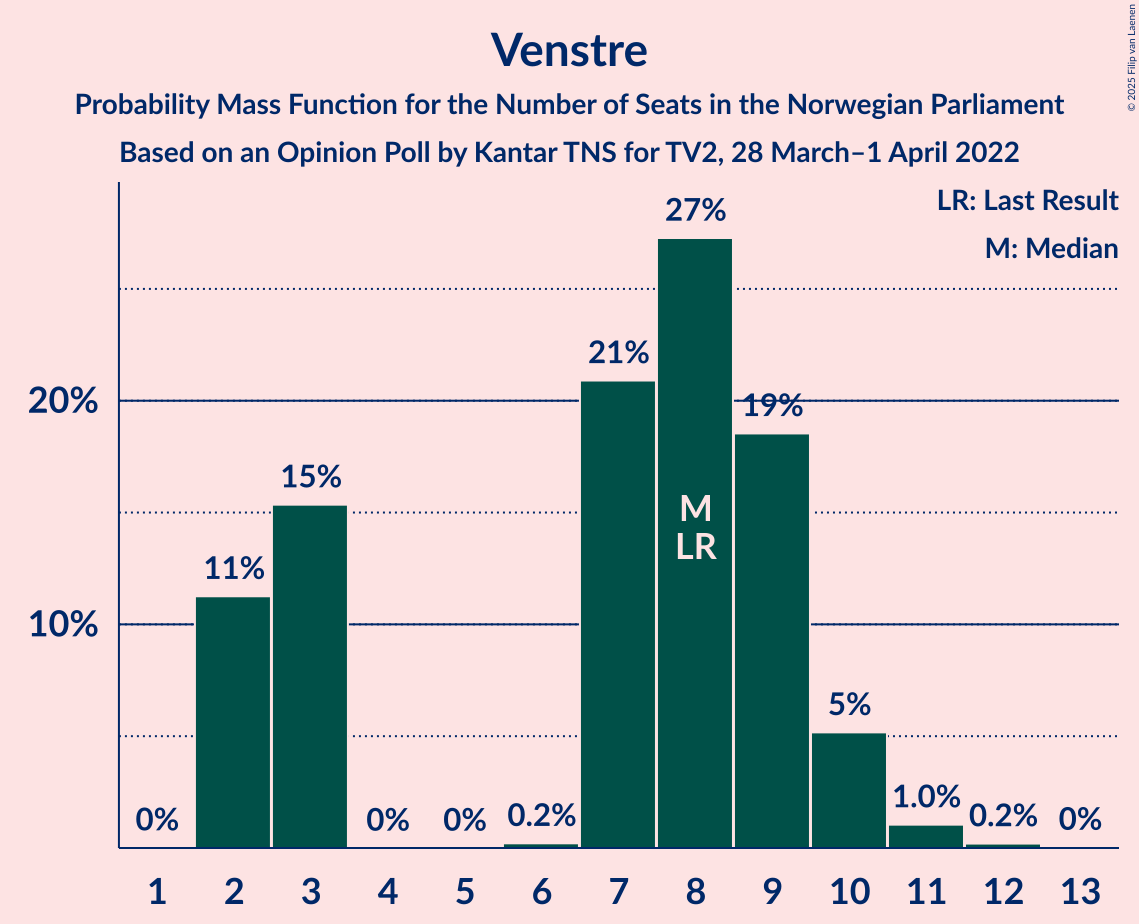 Venstre
Probability Mass Function for the Number of Seats in the Norwegian Parliament
Based on an Opinion Poll by Kantar TNS for TV2, 28 March–1 April 2022
© 2025 Filip van Laenen
LR: Last Result
M: Median
27%
21%
20%
19%
15%
M
LR
11%
10%
5%
1.0%
0%
0%
0%
0.2%
0.2%
0%
1 2 3 4 5 6 7 8 9 10 11 12 13